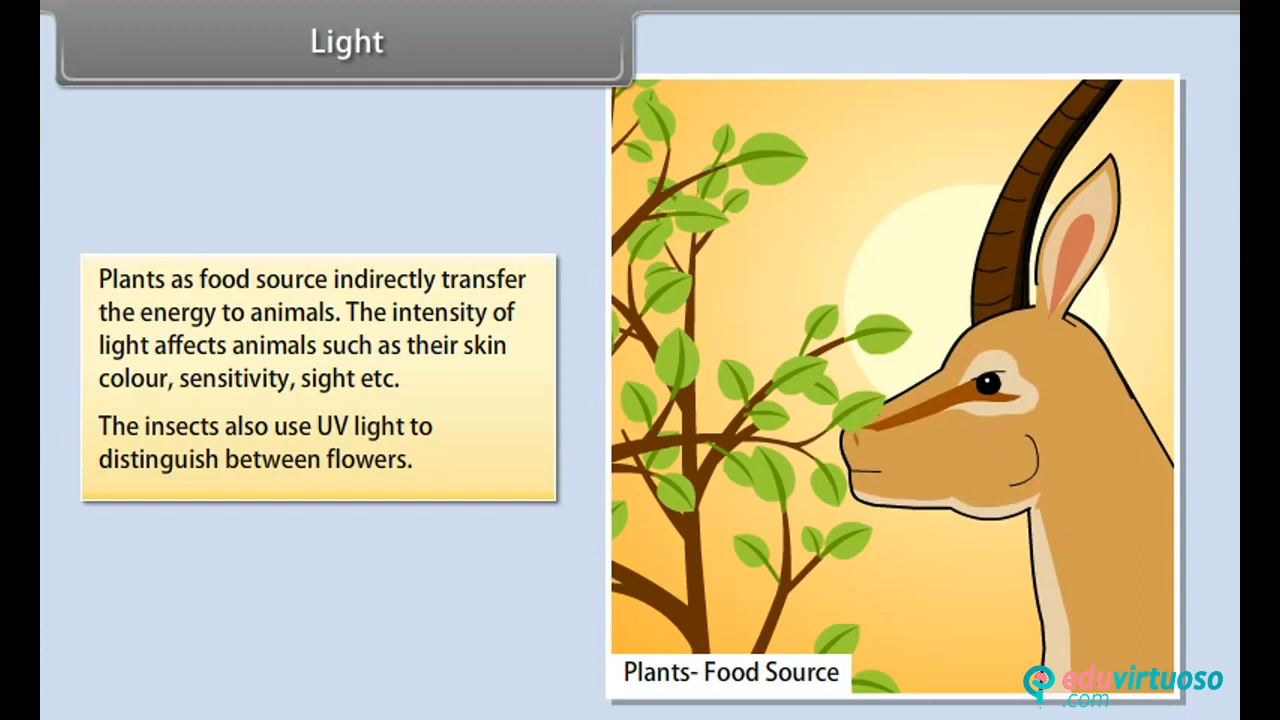 Light
Plants as food source indirectly transfer
the energy to animals. The intensity of
light affects animals such as their skin
colour, sensitivity, sight etc.
The insects also use UV light to
distinguish between flowers.
Plants- Food Source
eduvirtuoso
.com